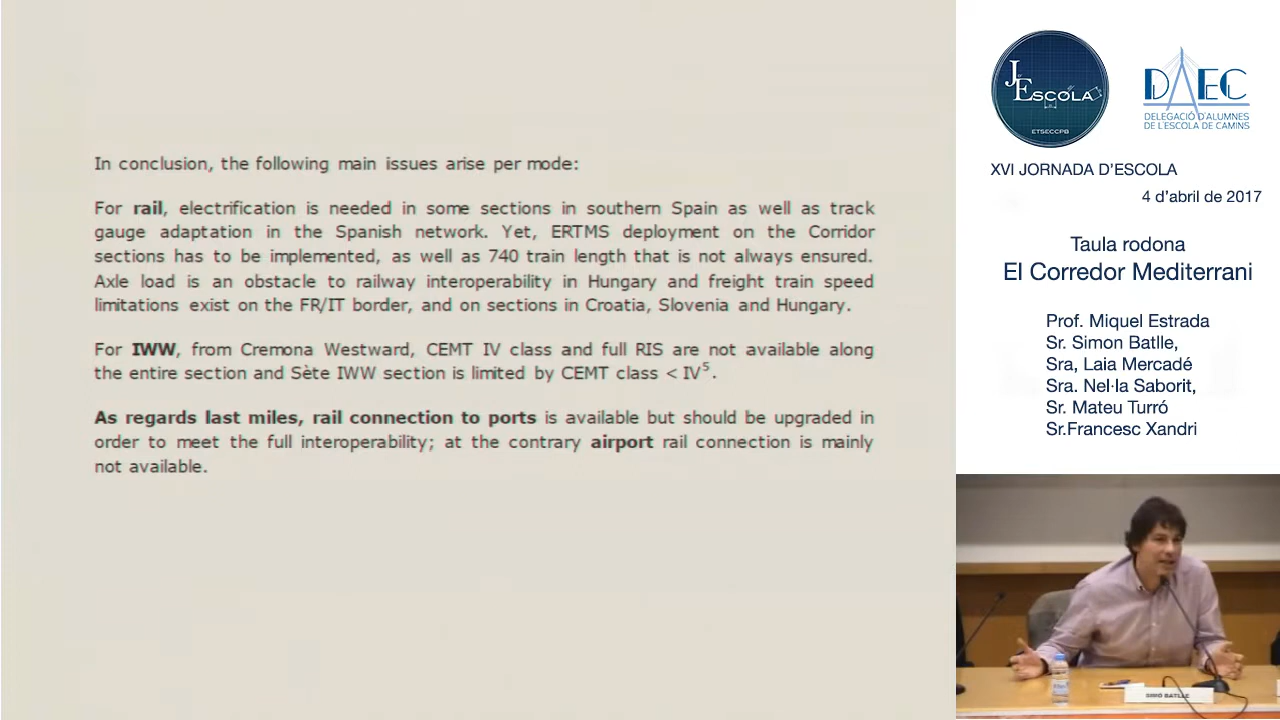 In conclusion, the following main issues arise per mode:
For rail, electrification is needed in some sections in southern Spain as well as track
gauge adaptation in the Spanish network. Yet, ERTMS deployment on the Corridor
sections has to be implemented, as well as 740 train length that is not always ensured.
Axle load is an obstacle to railway interoperability in Hungary and freight train speed
limitations exist on the FR/IT border, and on sections in Croatia, Slovenia and Hungary.
For IWW, from Cremona Westward, CEMT IV class and full RIS are not available along
the entire section and Sète IWW section is limited by CEMT class < IV⁵.
As regards last miles, rail connection to ports is available but should be upgraded in
order to meet the full interoperability; at the contrary airport rail connection is mainly
not available.
J ESCOLA
ETSECCPB
DAEC
DELEGACIÓ D'ALUMNES
DE L'ESCOLA DE CAMINS
XVI JORNADA D'ESCOLA
4 d'abril de 2017
Taula rodona
El Corredor Mediterrani
Prof. Miquel Estrada
Sr. Simon Batlle,
Sra, Laia Mercadé
Sra. Nel·la Saborit,
Sr. Mateu Turró
Sr.Francesc Xandri
BATLLE